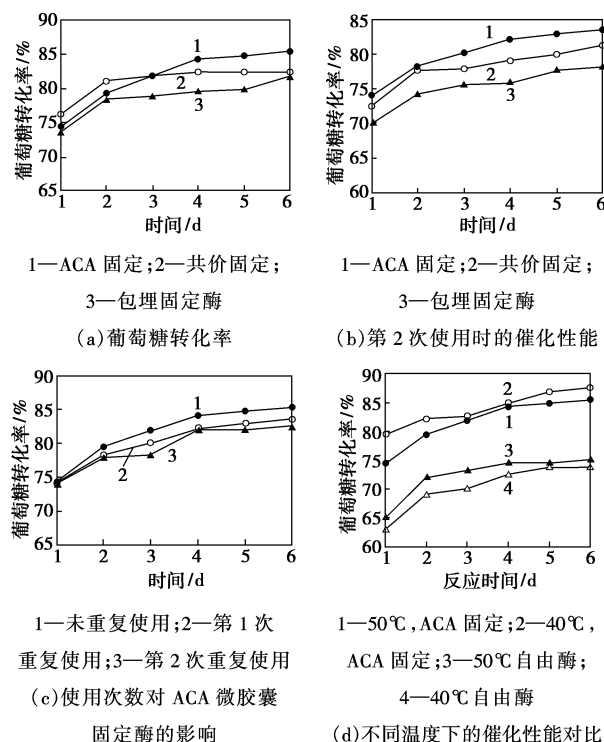 葡萄糖转化率/%
90
85
80
75
70
65
1
2
3
1 2 3 4 5 6
时间/d
1—ACA 固定;2—共价固定;
3—包埋固定酶
(a)葡萄糖转化率
葡萄糖转化率/%
85
80
75
70
65
60
1
2
3
1 2 3 4 5 6
时间/d
1—ACA 固定;2—共价固定;
3—包埋固定酶
(b)第 2 次使用时的催化性能
葡萄糖转化率/%
90
85
80
75
70
65
1
2
3
1 2 3 4 5 6
时间/d
1—未重复使用;2—第 1 次
重复使用;3—第 2 次重复使用
(c)使用次数对 ACA 微胶囊
固定酶的影响
葡萄糖转化率/%
90
85
80
75
70
65
60
2
1
3
4
1 2 3 4 5 6
反应时间/d
1—50℃,ACA 固定;2—40℃,
ACA 固定;3—50℃自由酶;
4—40℃自由酶
(d)不同温度下的催化性能对比